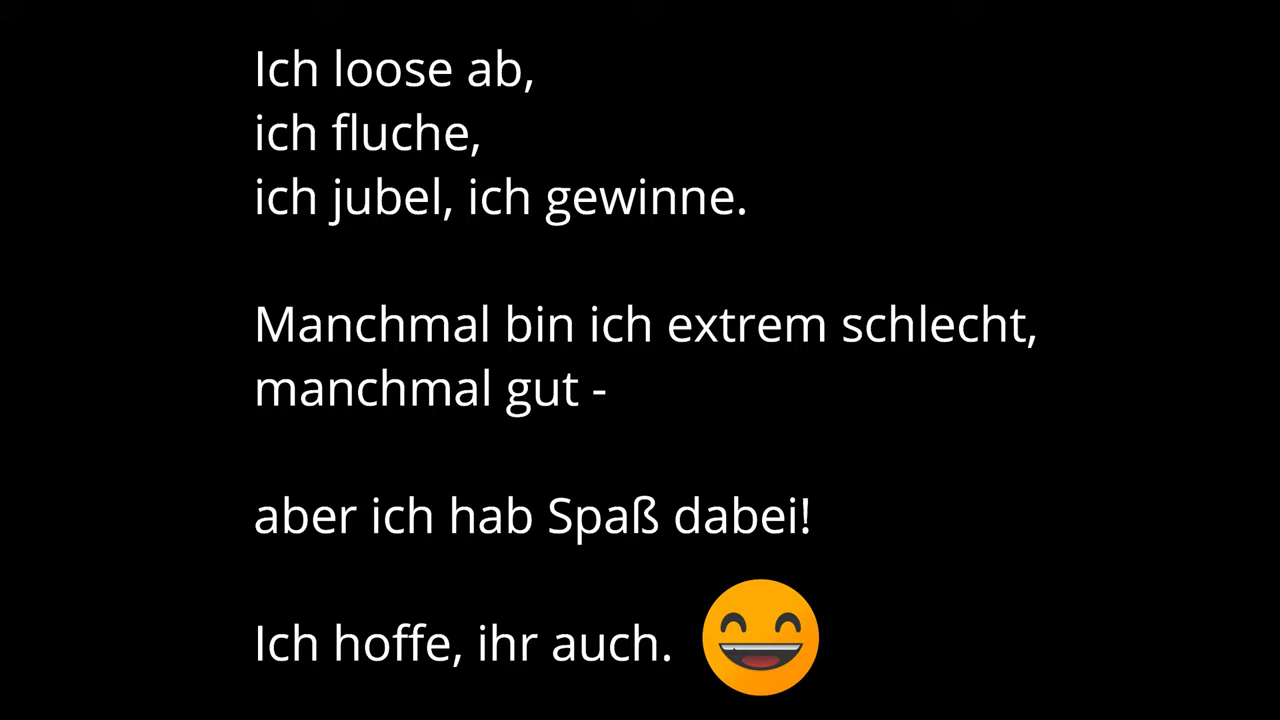 Ich loose ab,
ich fluche,
ich jubel, ich gewinne.
Manchmal bin ich extrem schlecht,
manchmal gut -
aber ich hab Spaß dabei!
Ich hoffe, ihr auch.